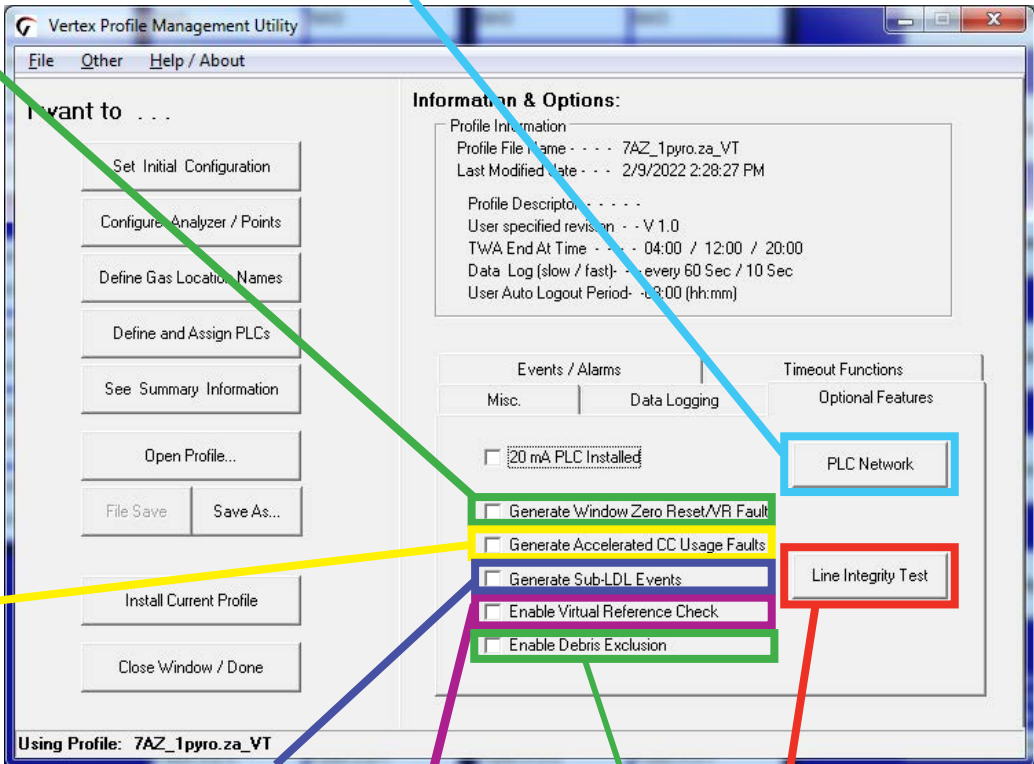 Vertex Profile Management Utility
File Other Help / About
I want to . . .
Set Initial Configuration
Configure Analyzer / Points
Define Gas Location Names
Define and Assign PLCs
See Summary Information
Open Profile...
File Save Save As...
Install Current Profile
Close Window / Done
Information & Options:
Profile Information
Profile File Name - - - - 7AZ_1pyro.za_VT
Last Modified date - - - 2/9/2022 2:28:27 PM
Profile Descriptor - - - - -
User specified revision - - V 1.0
TWA End At Time - - - - 04:00 / 12:00 / 20:00
Data Log (slow / fast)- - - every 60 Sec / 10 Sec
User Auto Logout Period- - 08:00 (hh:mm)
Events / Alarms Timeout Functions
Misc. Data Logging Optional Features
20 mA PLC Installed
PLC Network
Generate Window Zero Reset/VR Fault
Generate Accelerated CC Usage Faults
Generate Sub-LDL Events
Line Integrity Test
Enable Virtual Reference Check
Enable Debris Exclusion
Using Profile: 7AZ_1pyro.za_VT